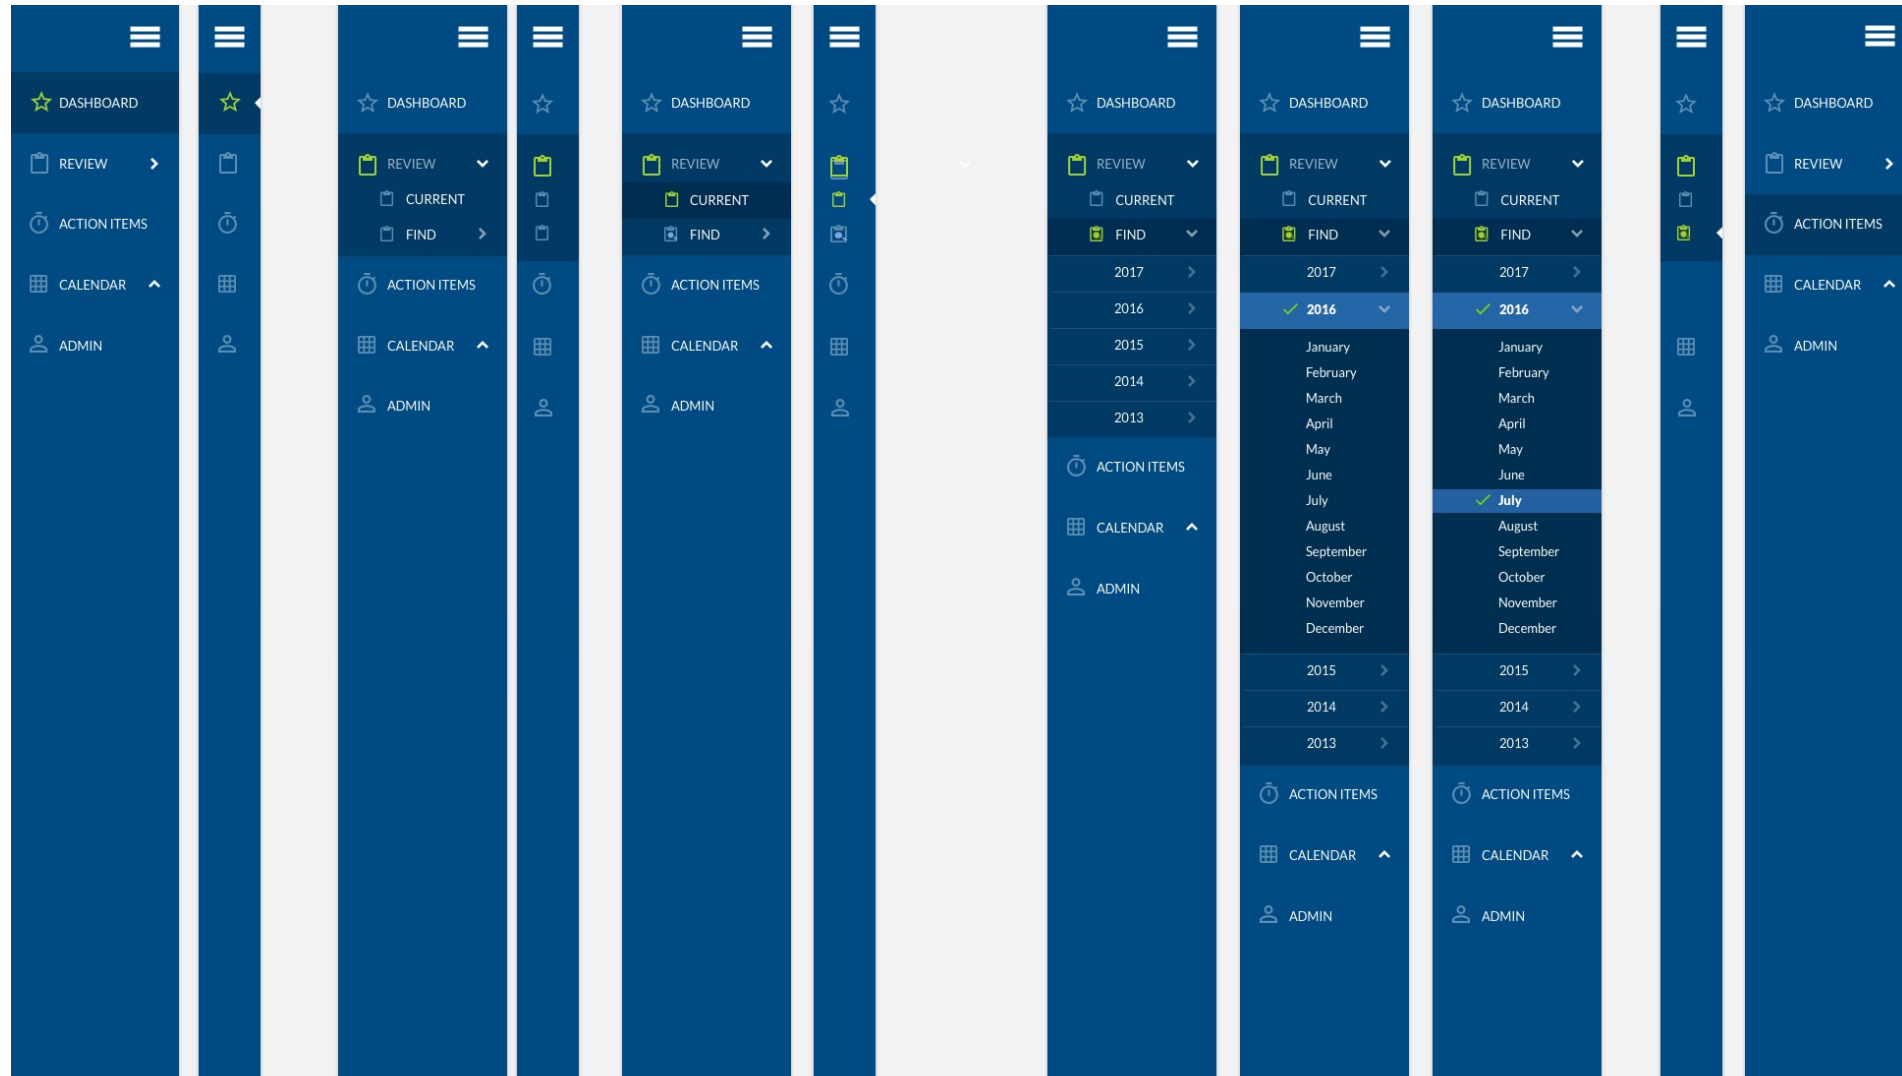 DASHBOARD
REVIEW
ACTION ITEMS
CALENDAR
ADMIN
DASHBOARD
REVIEW
CURRENT
FIND
ACTION ITEMS
CALENDAR
ADMIN
DASHBOARD
REVIEW
CURRENT
FIND
ACTION ITEMS
CALENDAR
ADMIN
DASHBOARD
REVIEW
CURRENT
FIND
2017
2016
2015
2014
2013
ACTION ITEMS
CALENDAR
ADMIN
DASHBOARD
REVIEW
CURRENT
FIND
2017
2016
January
February
March
April
May
June
July
August
September
October
November
December
2015
2014
2013
ACTION ITEMS
CALENDAR
ADMIN
DASHBOARD
REVIEW
CURRENT
FIND
2017
2016
January
February
March
April
May
June
July
August
September
October
November
December
2015
2014
2013
ACTION ITEMS
CALENDAR
ADMIN
DASHBOARD
REVIEW
ACTION ITEMS
CALENDAR
ADMIN